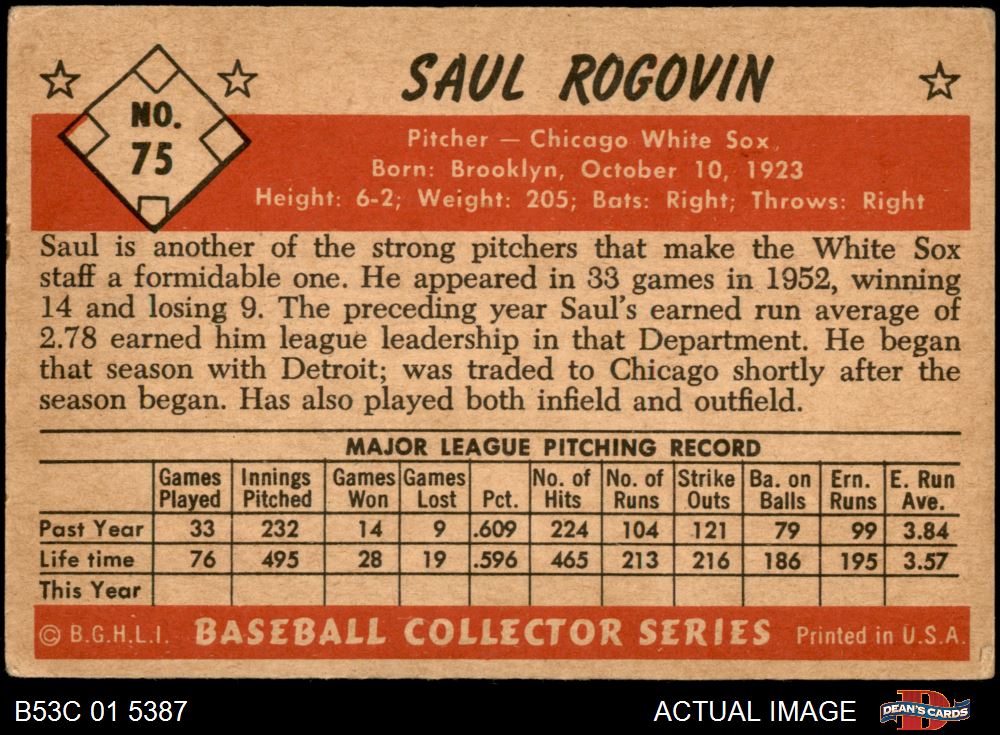 SAUL ROGOVIN
NO.
75
Pitcher — Chicago White Sox
Born: Brooklyn, October 10, 1923
Height: 6-2; Weight: 205; Bats: Right; Throws: Right
Saul is another of the strong pitchers that make the White Sox
staff a formidable one. He appeared in 33 games in 1952, winning
14 and losing 9. The preceding year Saul's earned run average of
2.78 earned him league leadership in that Department. He began
that season with Detroit; was traded to Chicago shortly after the
season began. Has also played both infield and outfield.
MAJOR LEAGUE PITCHING RECORD
Games Innings Games Games No. of No. of Strike Ba. on Ern. E. Run
Played Pitched Won Lost Pct. Hits Runs Outs Balls Runs Ave.
Past Year 33 232 14 9 .609 224 104 121 79 99 3.84
Life time 76 495 28 19 .596 465 213 216 186 195 3.57
This Year
© B.G.H.L.I. BASEBALL COLLECTOR SERIES Printed in U.S.A.
B53C 01 5387 ACTUAL IMAGE DEAN'S CARDS